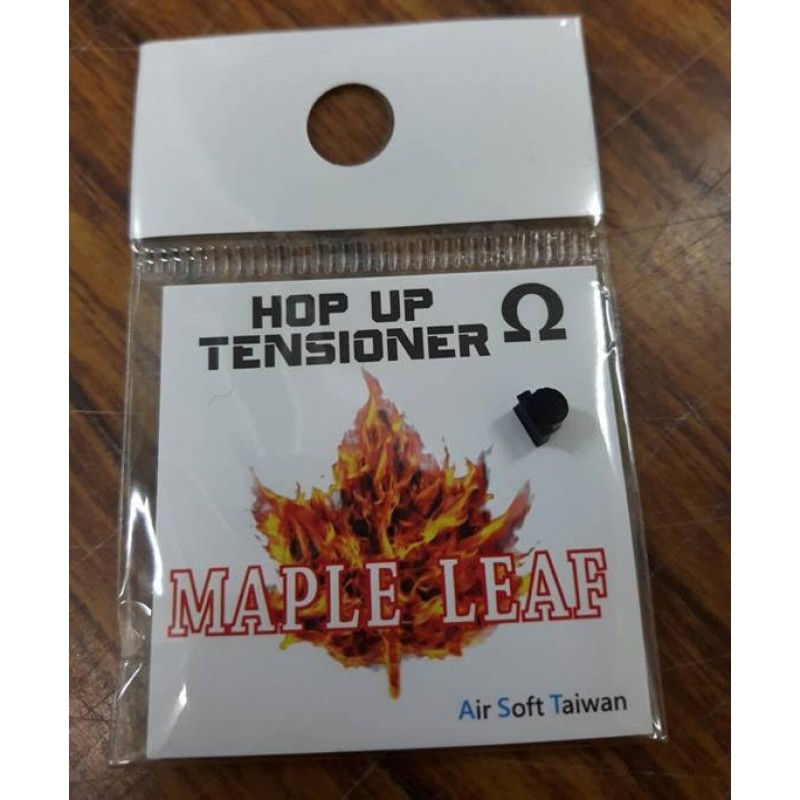 HOP UP
TENSIONER Ω
MAPLE LEAF
Air Soft Taiwan